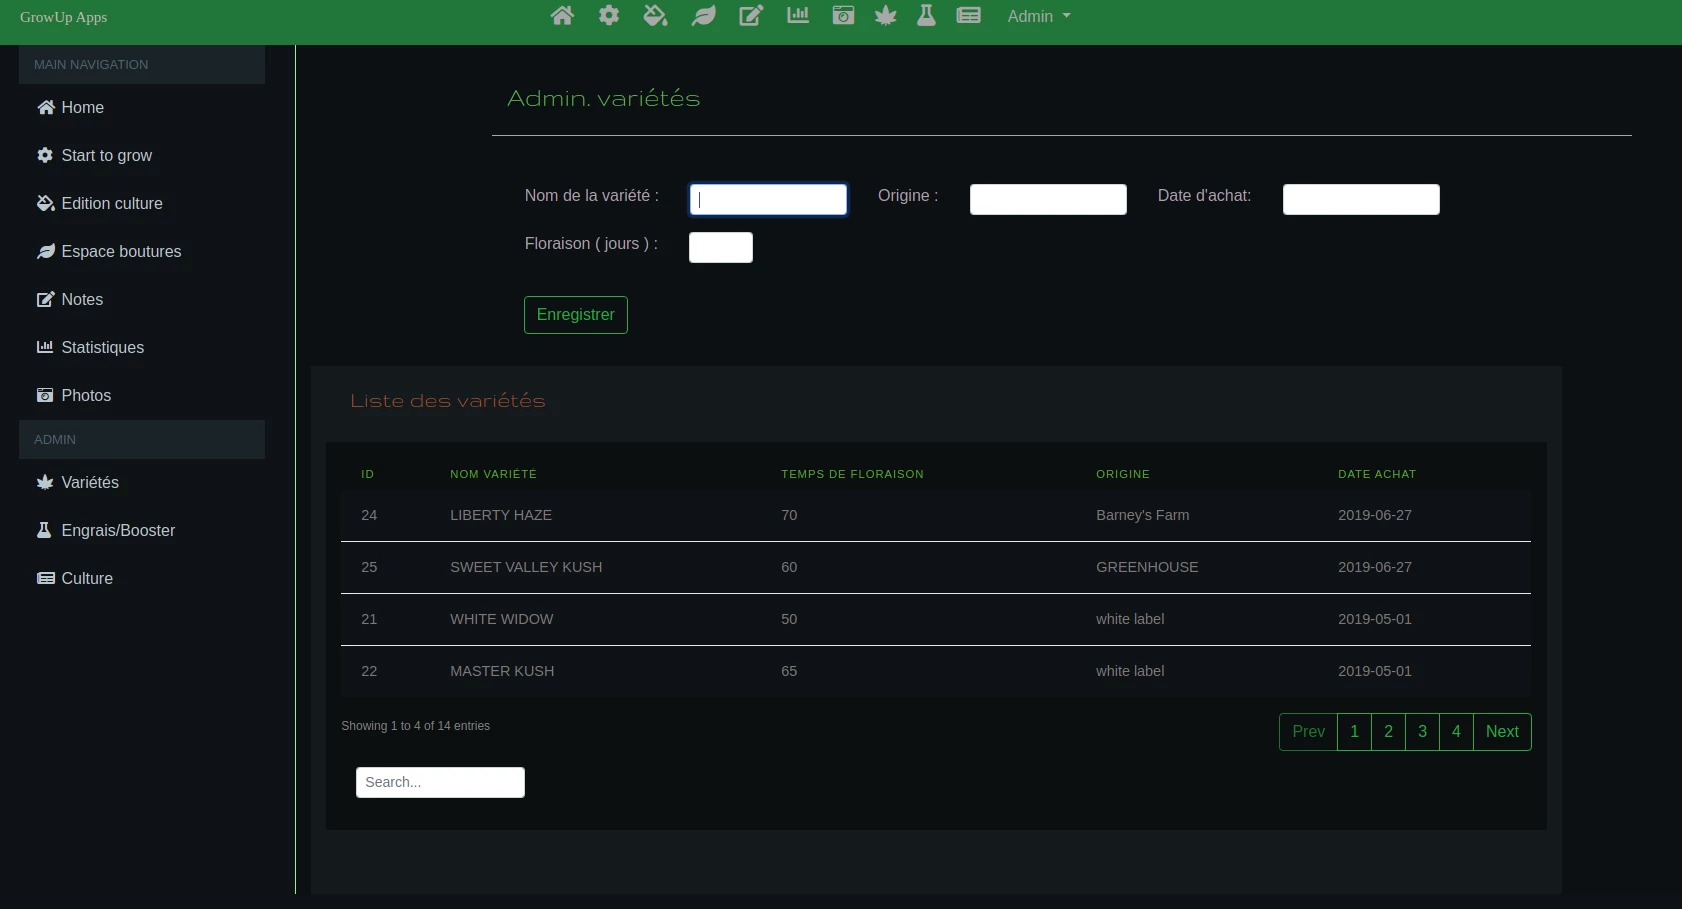 GrowUp Apps
Admin
MAIN NAVIGATION
Home
Start to grow
Edition culture
Espace boutures
Notes
Statistiques
Photos
ADMIN
Variétés
Engrais/Booster
Culture
Admin. variétés
Nom de la variété : Origine : Date d'achat:
Floraison ( jours ) :
Enregistrer
Liste des variétés
ID NOM VARIÉTÉ TEMPS DE FLORAISON ORIGINE DATE ACHAT
24 LIBERTY HAZE 70 Barney's Farm 2019-06-27
25 SWEET VALLEY KUSH 60 GREENHOUSE 2019-06-27
21 WHITE WIDOW 50 white label 2019-05-01
22 MASTER KUSH 65 white label 2019-05-01
Showing 1 to 4 of 14 entries
Prev 1 2 3 4 Next
Search...